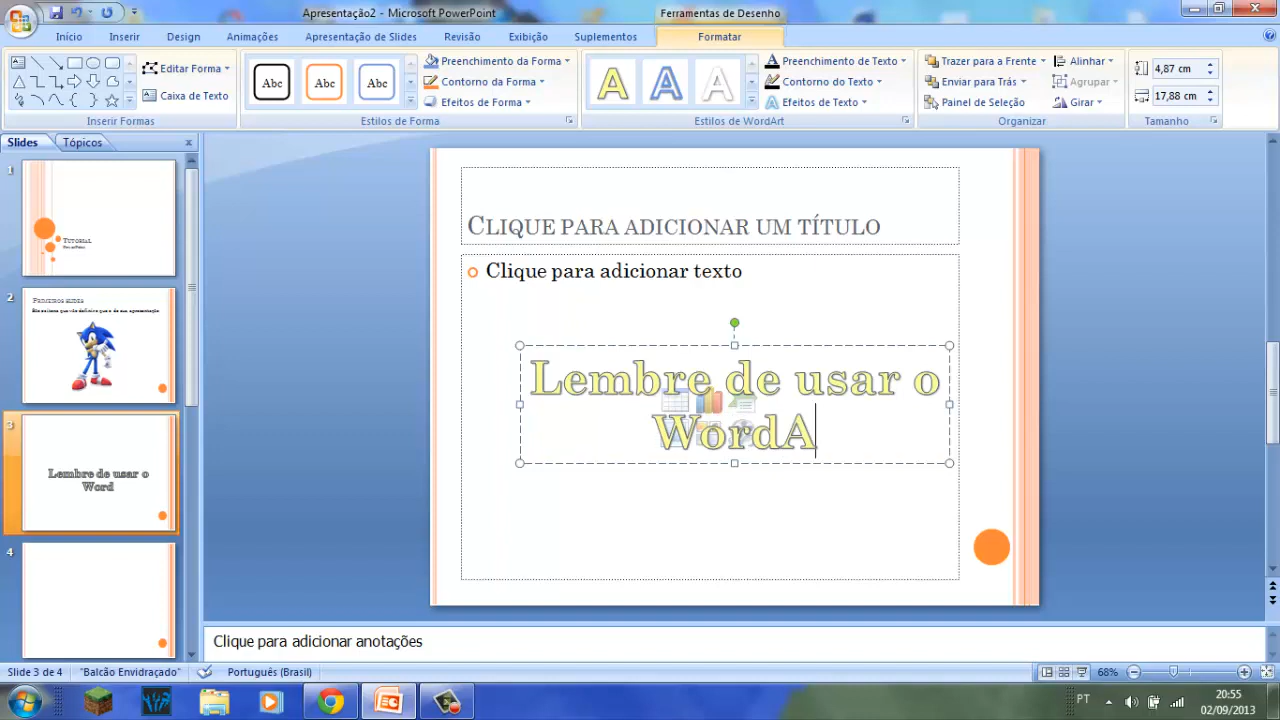 Apresentação2 - Microsoft PowerPoint
Ferramentas de Desenho
Início
Inserir
Design
Animações
Apresentação de Slides
Revisão
Exibição
Suplementos
Formatar
Editar Forma
Caixa de Texto
Inserir Formas
Abc
Abc
Abc
Preenchimento da Forma
Contorno da Forma
Efeitos de Forma
Estilos de Forma
A
A
A
Preenchimento de Texto
Contorno do Texto
Efeitos de Texto
Estilos de WordArt
Trazer para a Frente
Enviar para Trás
Painel de Seleção
Alinhar
Agrupar
Girar
Organizar
4,87 cm
17,88 cm
Tamanho
Slides
Tópicos
1
Tutorial
PowerPoint
2
Primeiros slides
3
Lembre de usar o
Word
4
Clique para adicionar um título
Clique para adicionar texto
Lembre de usar o
WordA
Clique para adicionar anotações
Slide 3 de 4
"Balcão Envidraçado"
Português (Brasil)
68%
PT
20:55
02/09/2013